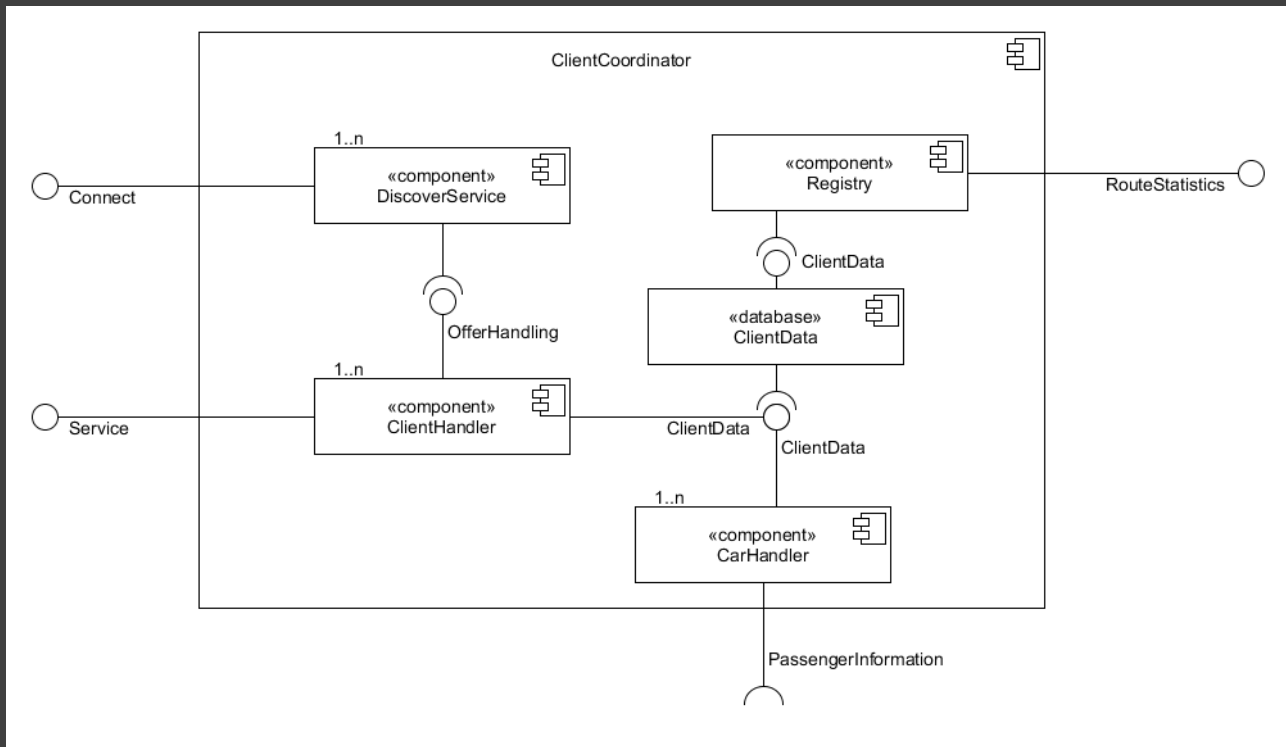 ClientCoordinator
1..n
«component»
DiscoverService
«component»
Registry
Connect
RouteStatistics
ClientData
OfferHandling
«database»
ClientData
1..n
«component»
ClientHandler
Service
ClientData
ClientData
1..n
«component»
CarHandler
PassengerInformation